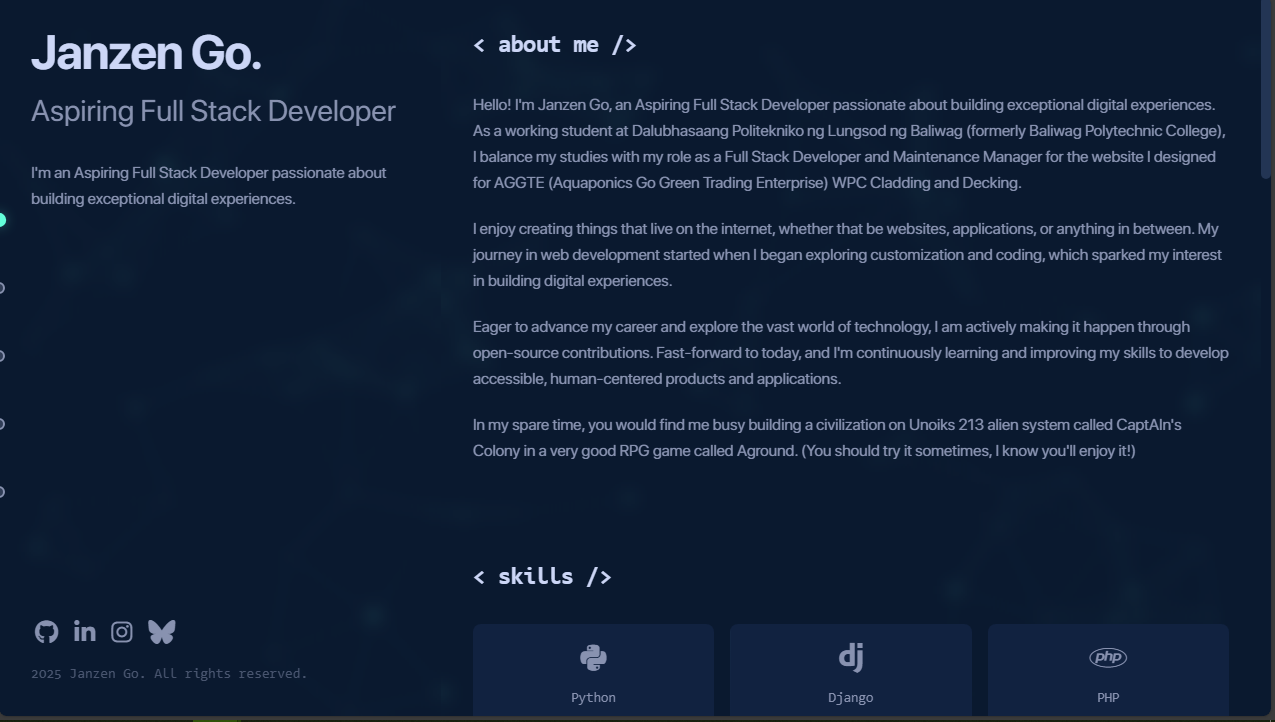 Janzen Go.
Aspiring Full Stack Developer
I'm an Aspiring Full Stack Developer passionate about
building exceptional digital experiences.
2025 Janzen Go. All rights reserved.
< about me />
Hello! I'm Janzen Go, an Aspiring Full Stack Developer passionate about building exceptional digital experiences.
As a working student at Dalubhasaang Politekniko ng Lungsod ng Baliwag (formerly Baliwag Polytechnic College),
I balance my studies with my role as a Full Stack Developer and Maintenance Manager for the website I designed
for AGGTE (Aquaponics Go Green Trading Enterprise) WPC Cladding and Decking.
I enjoy creating things that live on the internet, whether that be websites, applications, or anything in between. My
journey in web development started when I began exploring customization and coding, which sparked my interest
in building digital experiences.
Eager to advance my career and explore the vast world of technology, I am actively making it happen through
open-source contributions. Fast-forward to today, and I'm continuously learning and improving my skills to develop
accessible, human-centered products and applications.
In my spare time, you would find me busy building a civilization on Unoiks 213 alien system called CaptAIn's
Colony in a very good RPG game called Aground. (You should try it sometimes, I know you'll enjoy it!)
< skills />
dj
php
Python
Django
PHP